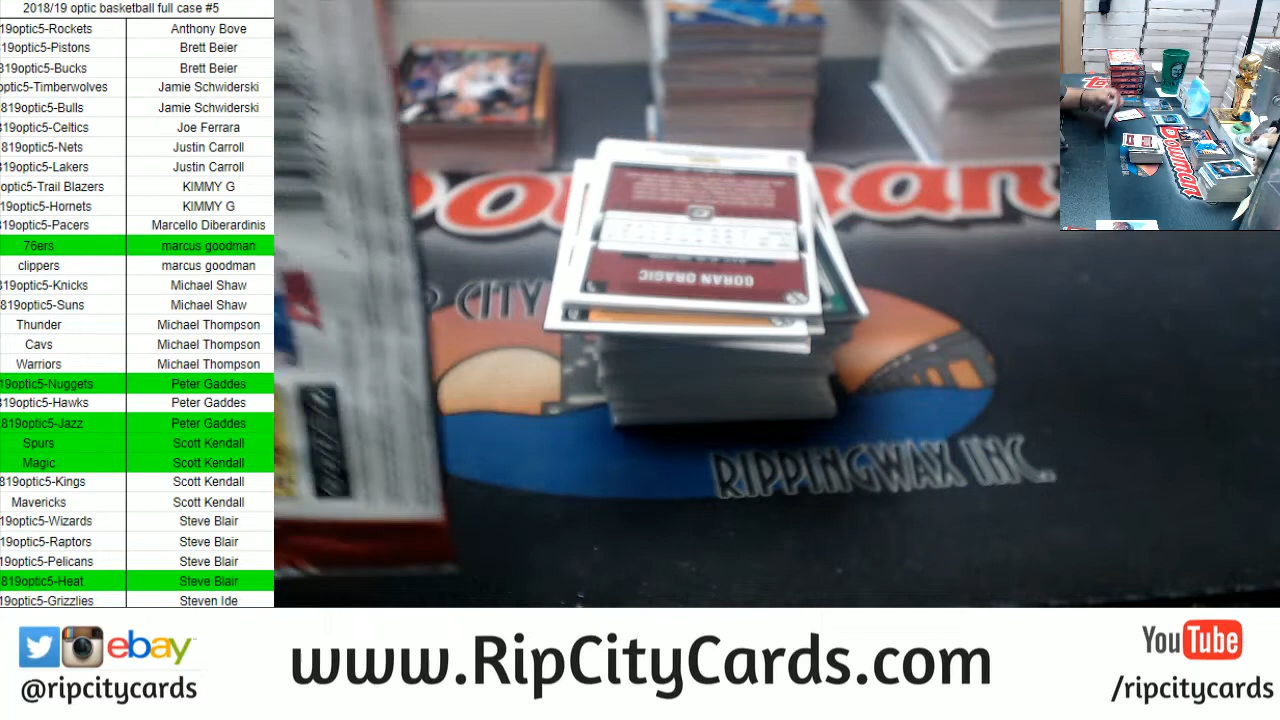 2018/19 optic basketball full case #5
19optic5-Rockets Anthony Bove
819optic5-Pistons Brett Beier
819optic5-Bucks Brett Beier
optic5-Timberwolves Jamie Schwiderski
819optic5-Bulls Jamie Schwiderski
819optic5-Celtics Joe Ferrara
19optic5-Nets Justin Carroll
819optic5-Lakers Justin Carroll
optic5-Trail Blazers KIMMY G
19optic5-Hornets KIMMY G
819optic5-Pacers Marcello Diberardinis
76ers marcus goodman
clippers marcus goodman
819optic5-Knicks Michael Shaw
819optic5-Suns Michael Shaw
Thunder Michael Thompson
Cavs Michael Thompson
Warriors Michael Thompson
19optic5-Nuggets Peter Gaddes
819optic5-Hawks Peter Gaddes
819optic5-Jazz Peter Gaddes
Spurs Scott Kendall
Magic Scott Kendall
819optic5-Kings Scott Kendall
Mavericks Scott Kendall
19optic5-Wizards Steve Blair
19optic5-Raptors Steve Blair
19optic5-Pelicans Steve Blair
819optic5-Heat Steve Blair
19optic5-Grizzlies Steven Ide
GORAN DRAGIC
CITY
RIPPINGWAX INC.
Bowman
ebay
@ripcitycards
www.RipCityCards.com
YouTube
/ripcitycards